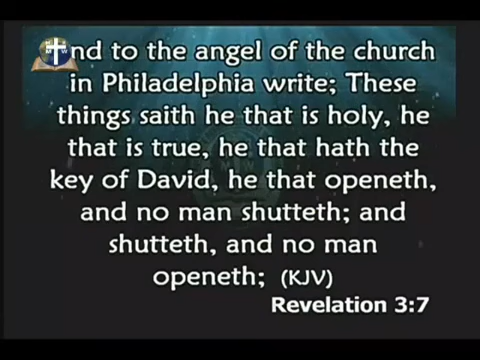 And to the angel of the church
in Philadelphia write; These
things saith he that is holy, he
that is true, he that hath the
key of David, he that openeth,
and no man shutteth; and
shutteth, and no man
openeth; (KJV)
Revelation 3:7